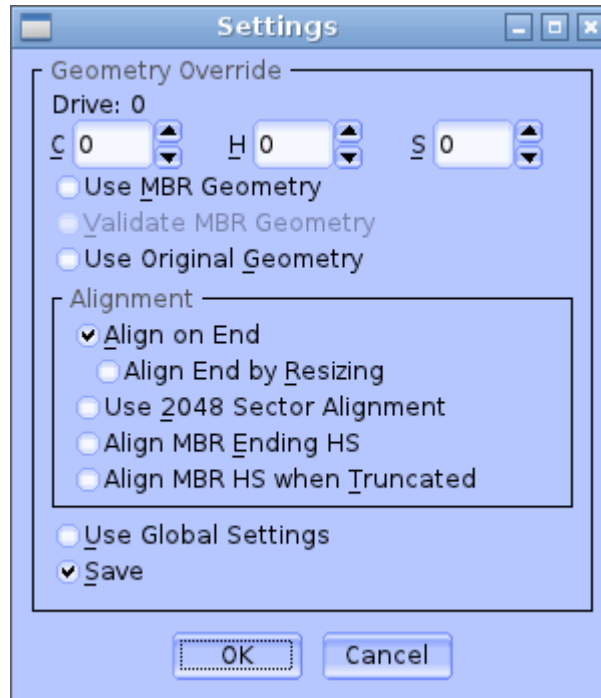 Settings
Geometry Override
Drive: 0
C 0 H 0 S 0
Use MBR Geometry
Validate MBR Geometry
Use Original Geometry
Alignment
Align on End
Align End by Resizing
Use 2048 Sector Alignment
Align MBR Ending HS
Align MBR HS when Truncated
Use Global Settings
Save
OK Cancel